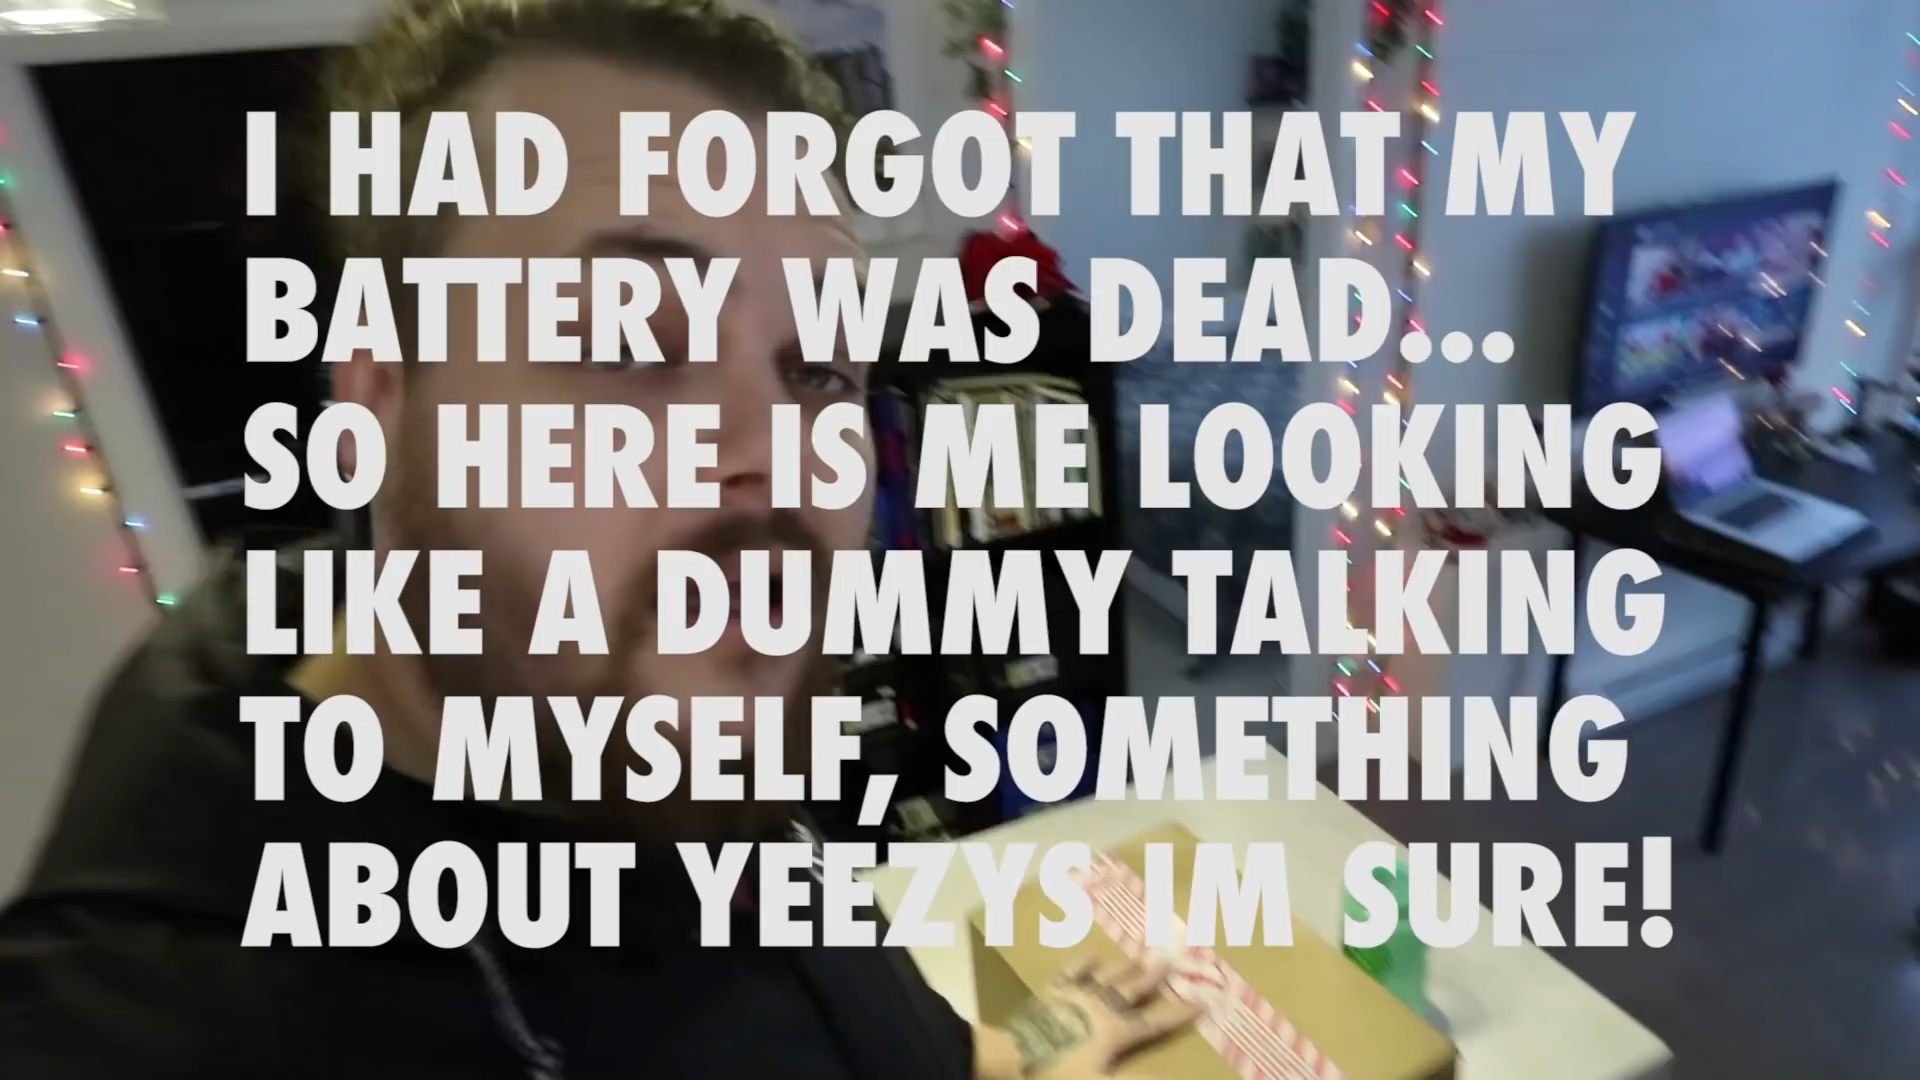 I HAD FORGOT THAT MY
BATTERY WAS DEAD...
SO HERE IS ME LOOKING
LIKE A DUMMY TALKING
TO MYSELF, SOMETHING
ABOUT YEEZYS IM SURE!